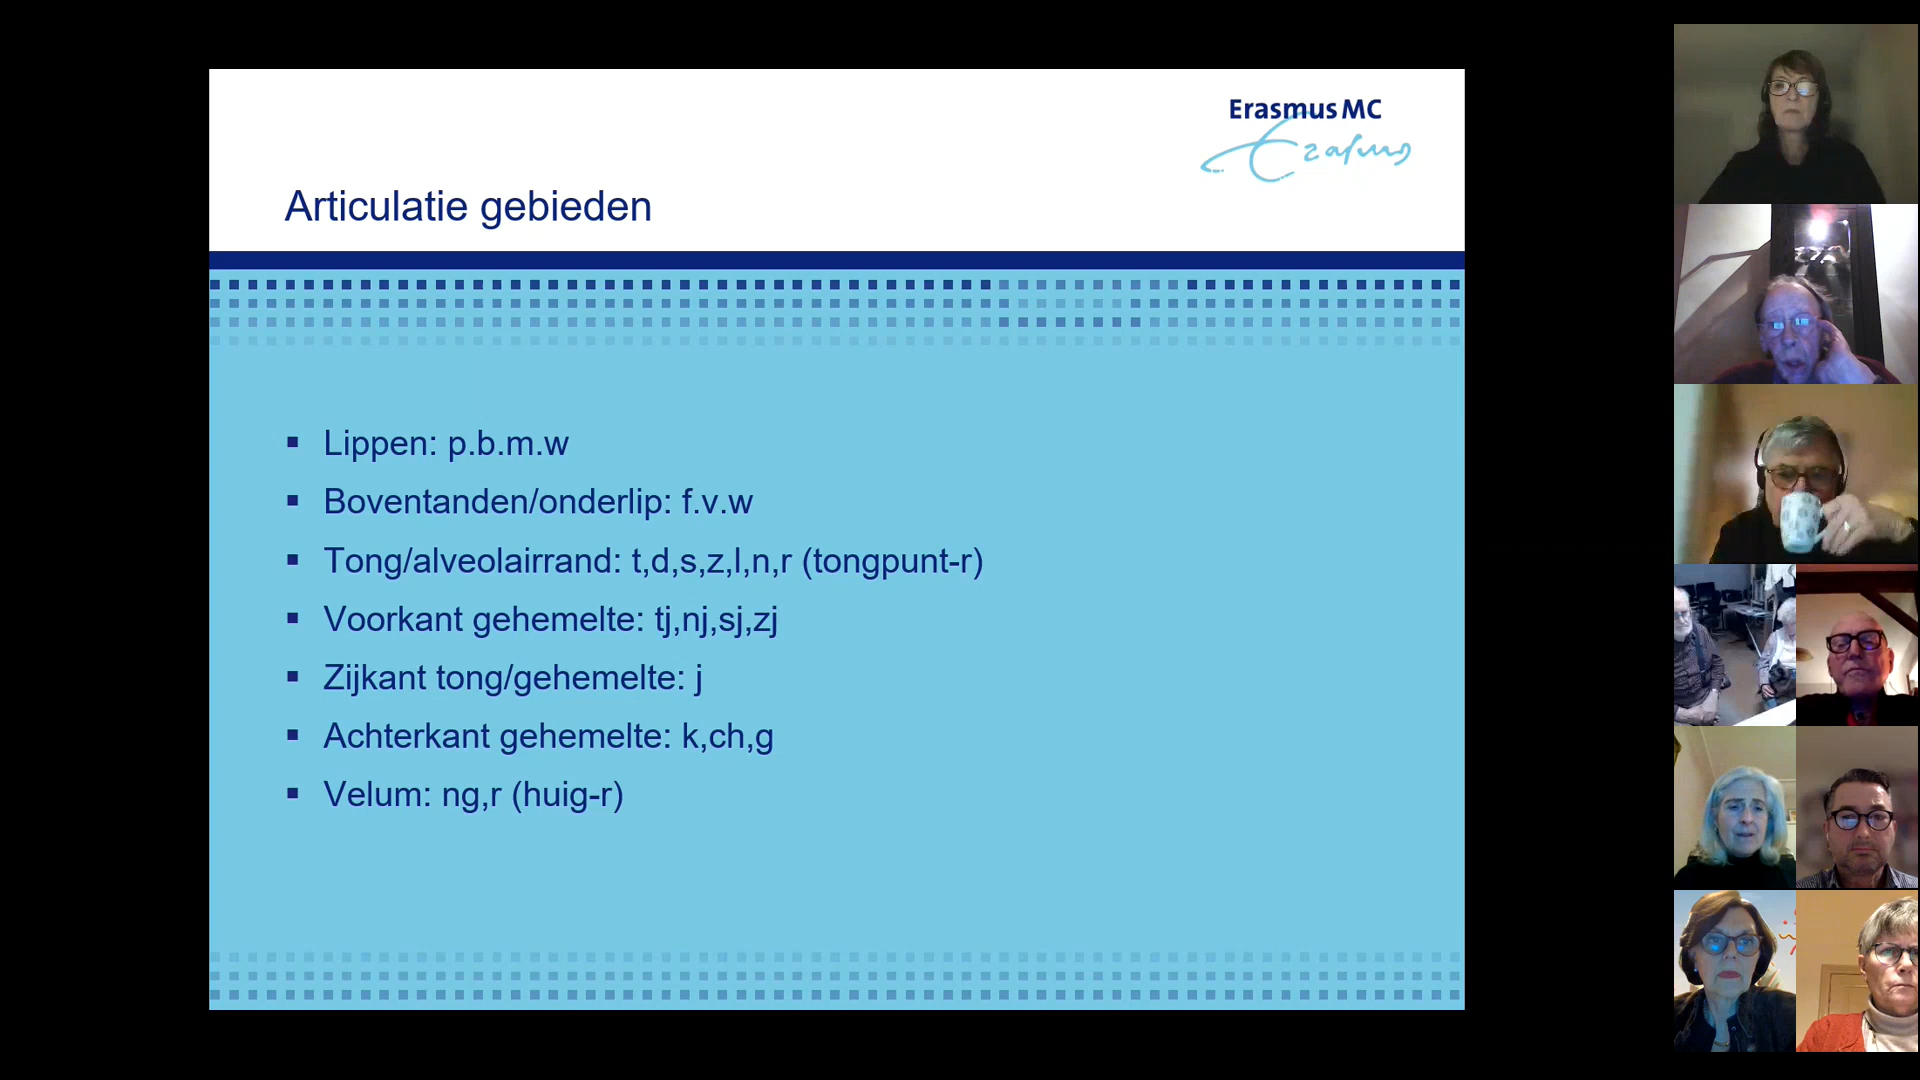 Erasmus MC
Erasmus
Articulatie gebieden
▪ Lippen: p.b.m.w
▪ Boventanden/onderlip: f.v.w
▪ Tong/alveolairrand: t,d,s,z,l,n,r (tongpunt-r)
▪ Voorkant gehemelte: tj,nj,sj,zj
▪ Zijkant tong/gehemelte: j
▪ Achterkant gehemelte: k,ch,g
▪ Velum: ng,r (huig-r)